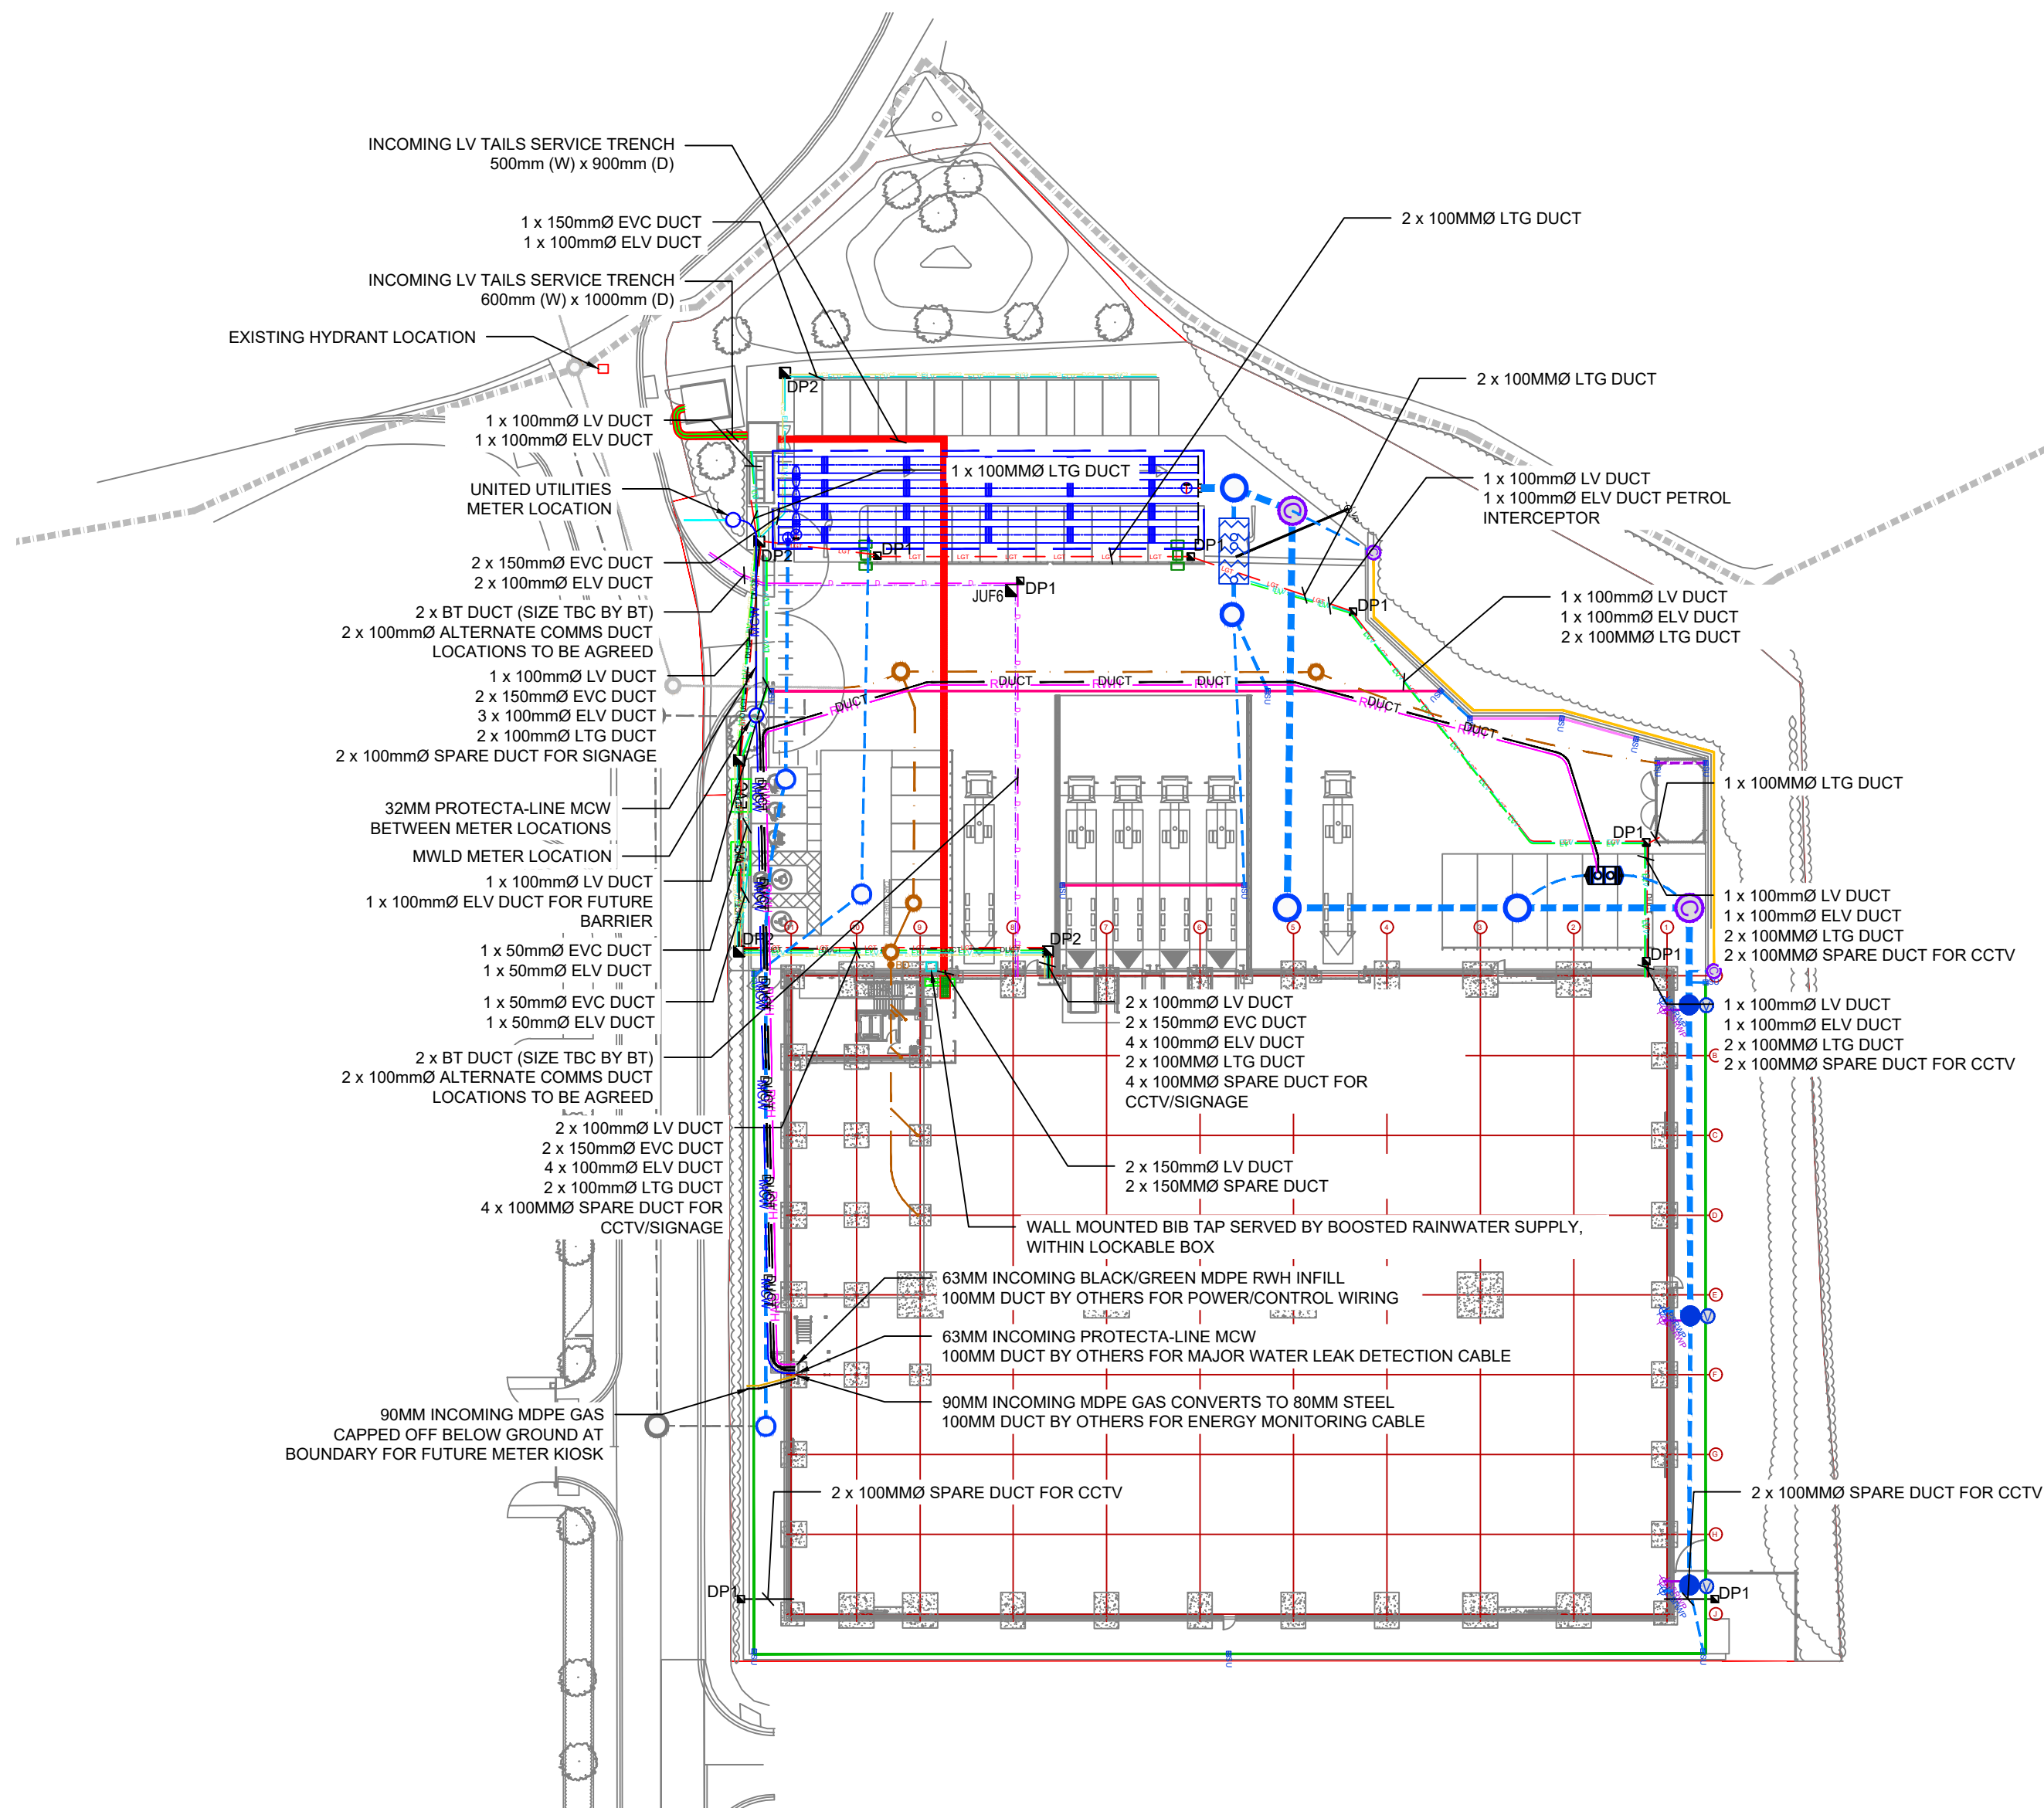 INCOMING LV TAILS SERVICE TRENCH
500mm (W) x 900mm (D)
1 x 150mmØ EVC DUCT
1 x 100mmØ ELV DUCT
INCOMING LV TAILS SERVICE TRENCH
600mm (W) x 1000mm (D)
EXISTING HYDRANT LOCATION
1 x 100mmØ LV DUCT
1 x 100mmØ ELV DUCT
UNITED UTILITIES
METER LOCATION
2 x 150mmØ EVC DUCT
2 x 100mmØ ELV DUCT
2 x BT DUCT (SIZE TBC BY BT)
2 x 100mmØ ALTERNATE COMMS DUCT
LOCATIONS TO BE AGREED
1 x 100mmØ LV DUCT
2 x 150mmØ EVC DUCT
3 x 100mmØ ELV DUCT
2 x 100mmØ LTG DUCT
2 x 100mmØ SPARE DUCT FOR SIGNAGE
32MM PROTECTA-LINE MCW
BETWEEN METER LOCATIONS
MWLD METER LOCATION
1 x 100mmØ LV DUCT
1 x 100mmØ ELV DUCT FOR FUTURE
BARRIER
1 x 50mmØ EVC DUCT
1 x 50mmØ ELV DUCT
1 x 50mmØ EVC DUCT
1 x 50mmØ ELV DUCT
2 x BT DUCT (SIZE TBC BY BT)
2 x 100mmØ ALTERNATE COMMS DUCT
LOCATIONS TO BE AGREED
2 x 100mmØ LV DUCT
2 x 150mmØ EVC DUCT
4 x 100mmØ ELV DUCT
2 x 100mmØ LTG DUCT
4 x 100MMØ SPARE DUCT FOR
CCTV/SIGNAGE
90MM INCOMING MDPE GAS
CAPPED OFF BELOW GROUND AT
BOUNDARY FOR FUTURE METER KIOSK
2 x 100MMØ LTG DUCT
2 x 100MMØ LTG DUCT
1 x 100MMØ LTG DUCT
1 x 100mmØ LV DUCT
1 x 100mmØ ELV DUCT PETROL
INTERCEPTOR
1 x 100mmØ LV DUCT
1 x 100mmØ ELV DUCT
2 x 100MMØ LTG DUCT
1 x 100MMØ LTG DUCT
1 x 100mmØ LV DUCT
1 x 100mmØ ELV DUCT
2 x 100MMØ LTG DUCT
2 x 100MMØ SPARE DUCT FOR CCTV
1 x 100mmØ LV DUCT
1 x 100mmØ ELV DUCT
2 x 100MMØ LTG DUCT
2 x 100MMØ SPARE DUCT FOR CCTV
2 x 100mmØ LV DUCT
2 x 150mmØ EVC DUCT
4 x 100mmØ ELV DUCT
2 x 100MMØ LTG DUCT
4 x 100MMØ SPARE DUCT FOR
CCTV/SIGNAGE
2 x 150mmØ LV DUCT
2 x 150MMØ SPARE DUCT
WALL MOUNTED BIB TAP SERVED BY BOOSTED RAINWATER SUPPLY,
WITHIN LOCKABLE BOX
63MM INCOMING BLACK/GREEN MDPE RWH INFILL
100MM DUCT BY OTHERS FOR POWER/CONTROL WIRING
63MM INCOMING PROTECTA-LINE MCW
100MM DUCT BY OTHERS FOR MAJOR WATER LEAK DETECTION CABLE
90MM INCOMING MDPE GAS CONVERTS TO 80MM STEEL
100MM DUCT BY OTHERS FOR ENERGY MONITORING CABLE
2 x 100MMØ SPARE DUCT FOR CCTV
2 x 100MMØ SPARE DUCT FOR CCTV
DP2
DP2
DP1
DP1
DP1
JUF6
DP1
DP1
DP1
DP2
DP2
DP1
DP1
DUCT
DUCT
DUCT
DUCT
DUCT
DUCT
RWH
RWH
RWH
11
10
9
8
7
6
5
4
3
2
1
B
C
D
E
F
G
H
J